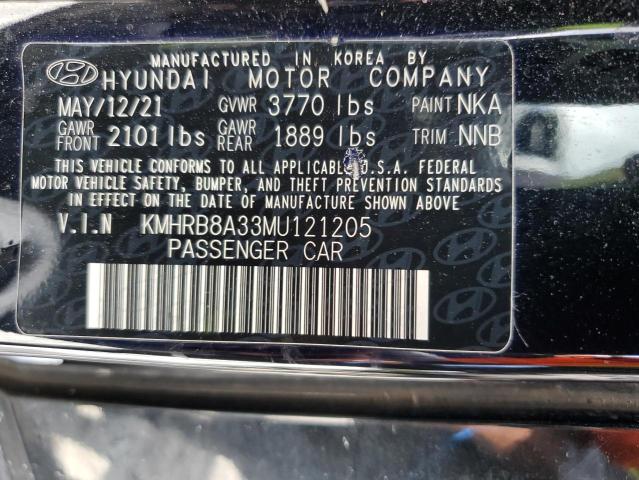 MANUFACTURED IN KOREA BY
HYUNDAI MOTOR COMPANY
MAY/12/21 GVWR 3770 lbs PAINT NKA
GAWR FRONT 2101 lbs GAWR REAR 1889 lbs TRIM NNB
THIS VEHICLE CONFORMS TO ALL APPLICABLE U.S.A. FEDERAL
MOTOR VEHICLE SAFETY, BUMPER, AND THEFT PREVENTION STANDARDS
IN EFFECT ON THE DATE OF MANUFACTURE SHOWN ABOVE.
V.I.N KMHRB8A33MU121205
PASSENGER CAR